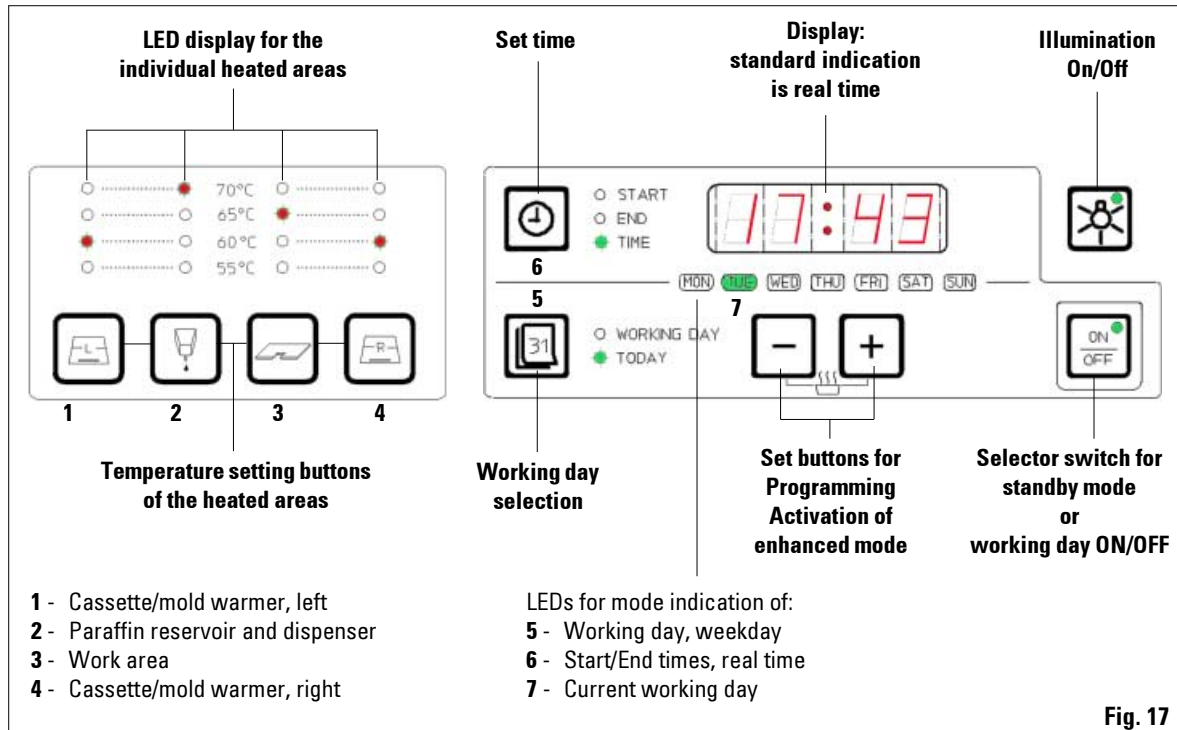 LED display for the
individual heated areas
Set time
Display:
standard indication
is real time
Illumination
On/Off
70°C
65°C
60°C
55°C
L
R
1
2
3
4
Temperature setting buttons
of the heated areas
START
END
TIME
6
17:43
MON TUE WED THU FRI SAT SUN
5
7
31
WORKING DAY
TODAY
-
+
ON
OFF
Working day
selection
Set buttons for
Programming
Activation of
enhanced mode
Selector switch for
standby mode
or
working day ON/OFF
1 - Cassette/mold warmer, left
2 - Paraffin reservoir and dispenser
3 - Work area
4 - Cassette/mold warmer, right
LEDs for mode indication of:
5 - Working day, weekday
6 - Start/End times, real time
7 - Current working day
Fig. 17